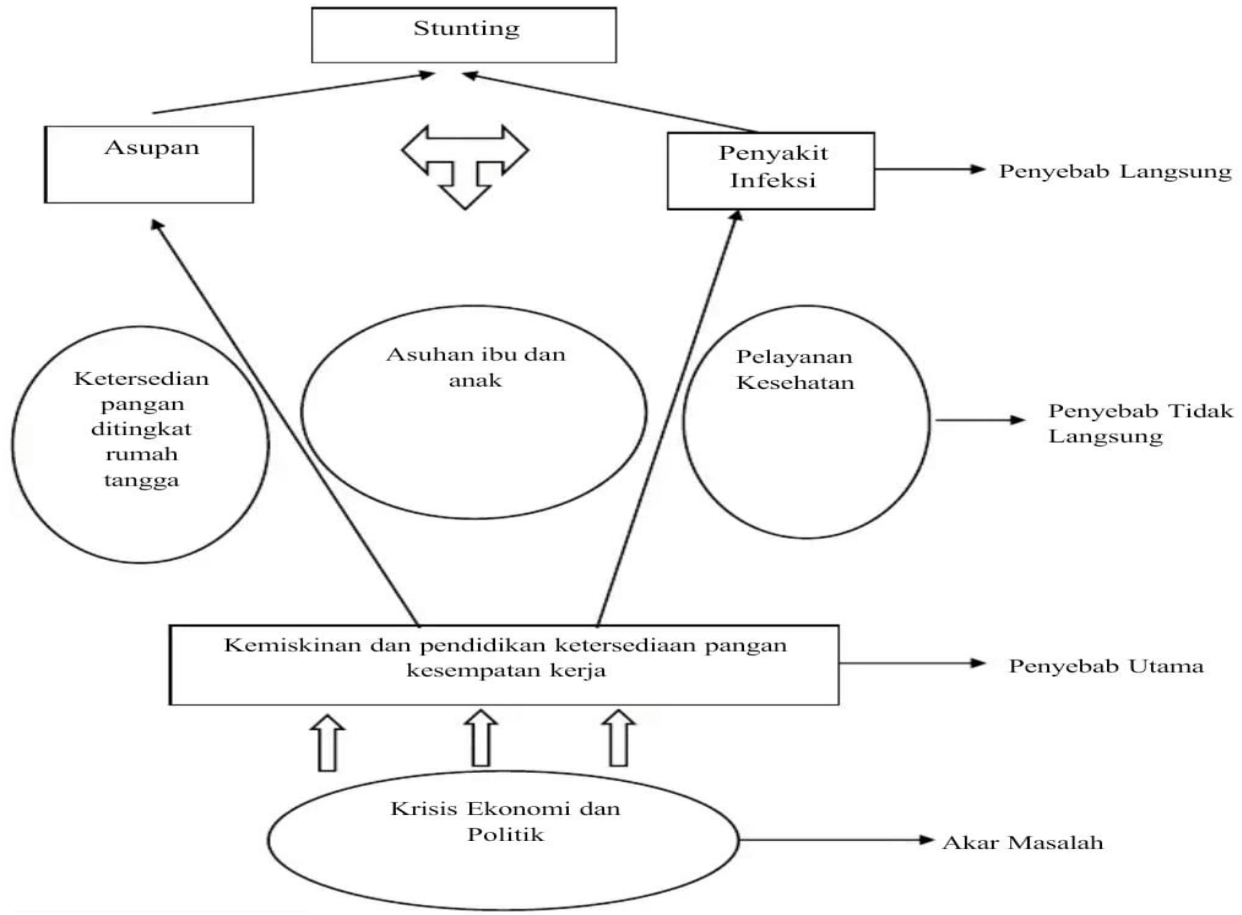 Stunting
Asupan
Penyakit
Infeksi
Penyebab Langsung
Ketersedian
pangan
ditingkat
rumah
tangga
Asuhan ibu dan
anak
Pelayanan
Kesehatan
Penyebab Tidak
Langsung
Kemiskinan dan pendidikan ketersediaan pangan
kesempatan kerja
Penyebab Utama
Krisis Ekonomi dan
Politik
Akar Masalah